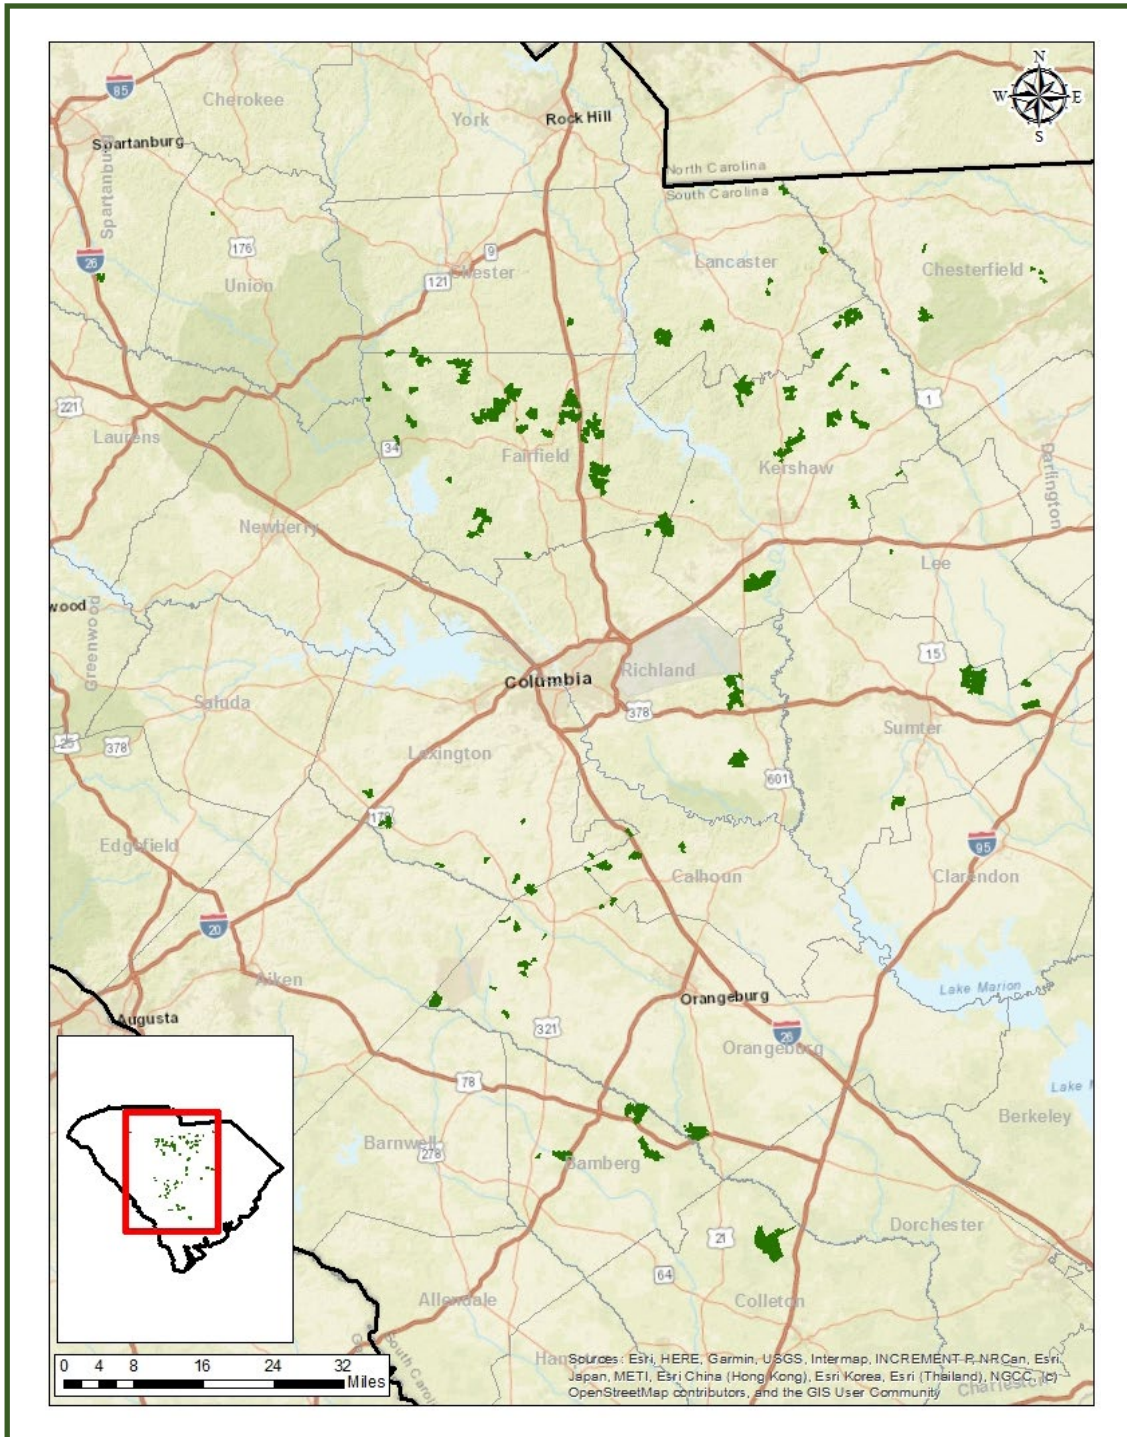 N
W
E
S
85
Cherokee
York
Rock Hill
Spartanburg
Spartanburg
North Carolina
South Carolina
176
9
26
Lancaster
Chesterfield
Union
121
Chester
1
221
Laurens
34
Fairfield
Kershaw
Darlington
Newberry
Lee
wood
Greenwood
15
Richland
Columbia
Saluda
378
Sumter
25
378
Lexington
601
178
Edgefield
95
Calhoun
Clarendon
20
Aiken
Lake Marion
Orangeburg
Augusta
321
26
Orangeburg
78
Lake M
Berkeley
Barnwell
278
Bamberg
Dorchester
21
64
Allendale
Colleton
South Carol
Sources: Esri, HERE, Garmin, USGS, Intermap, INCREMENT P, NRCan, Esri
Japan, METI, Esri China (Hong Kong), Esri Korea, Esri (Thailand), NGCC, (c)
OpenStreetMap contributors, and the GIS User Community
0 4 8 16 24 32
Miles